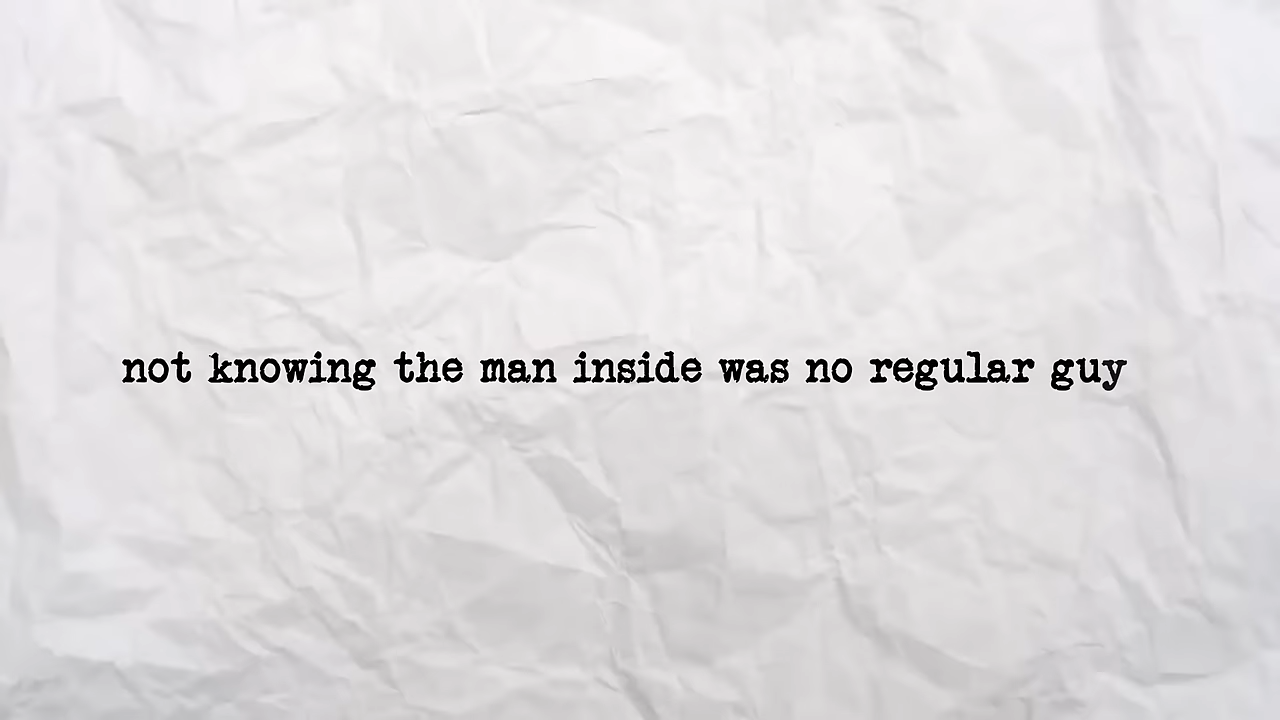 not knowing the man inside was no regular guy